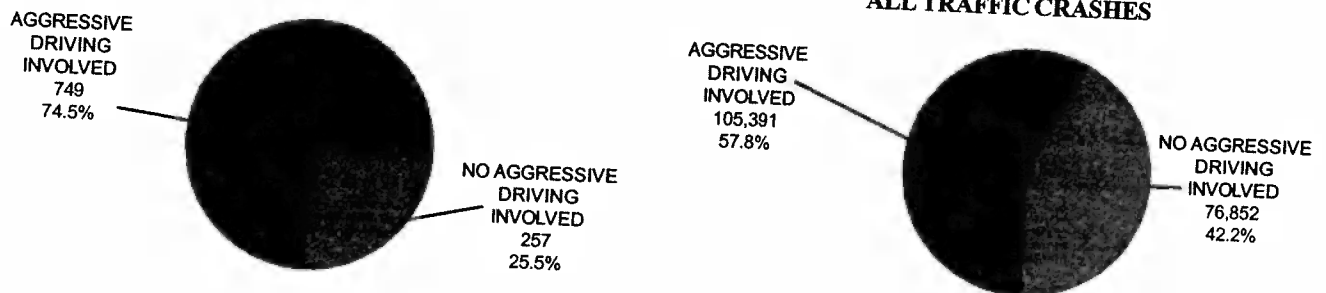 AGGRESSIVE
DRIVING
INVOLVED
749
74.5%
NO AGGRESSIVE
DRIVING
INVOLVED
257
25.5%
ALL TRAFFIC CRASHES
AGGRESSIVE
DRIVING
INVOLVED
105,391
57.8%
NO AGGRESSIVE
DRIVING
INVOLVED
76,852
42.2%